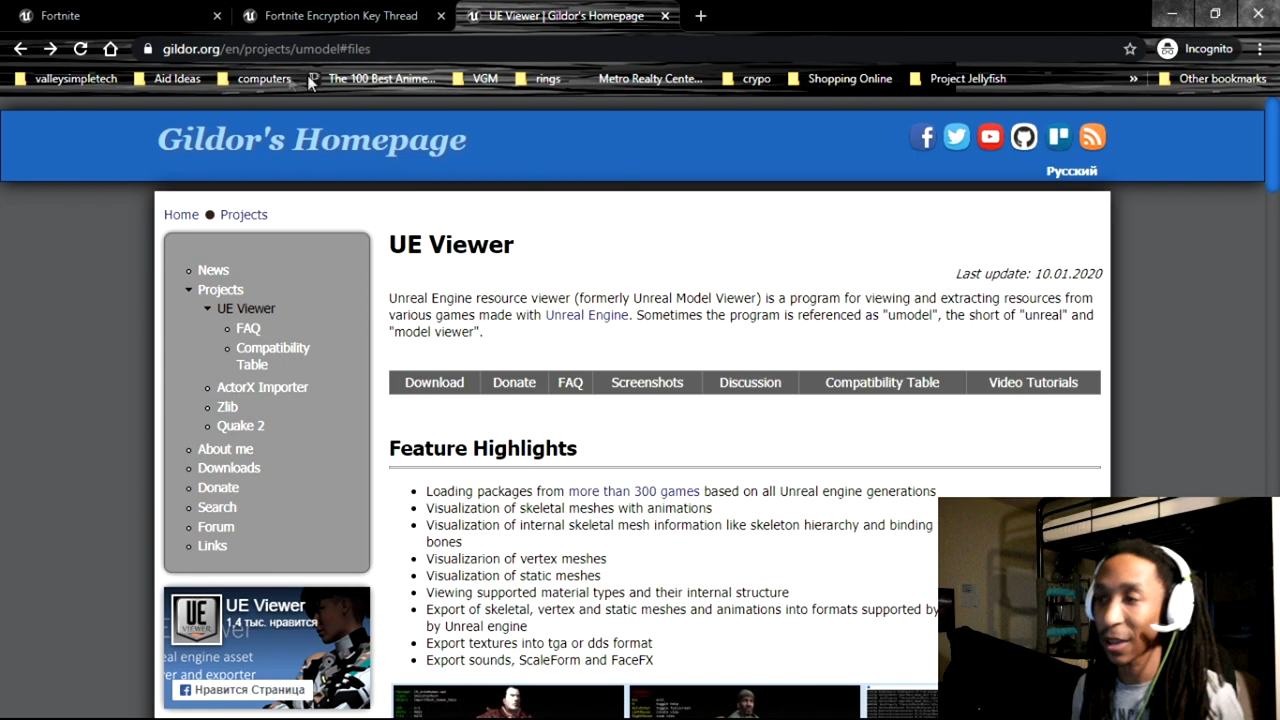 Fortnite
Fortnite Encryption Key Thread
UE Viewer | Gildor's Homepage
gildor.org/en/projects/umodel#files
Incognito
valleysimpletech
Aid Ideas
computers
The 100 Best Anime...
VGM
rings
Metro Realty Cente...
crypo
Shopping Online
Project Jellyfish
»
Other bookmarks
Gildor's Homepage
Русский
Home ● Projects
News
Projects
UE Viewer
FAQ
Compatibility
Table
ActorX Importer
Zlib
Quake 2
About me
Downloads
Donate
Search
Forum
Links
UE
VIEWER
UE Viewer
1,4 тыс. нравится
eal engine asset
er and exporter
Нравится Страница
UE Viewer
Last update: 10.01.2020
Unreal Engine resource viewer (formerly Unreal Model Viewer) is a program for viewing and extracting resources from
various games made with Unreal Engine. Sometimes the program is referenced as "umodel", the short of "unreal" and
"model viewer".
Download
Donate
FAQ
Screenshots
Discussion
Compatibility Table
Video Tutorials
Feature Highlights
Loading packages from more than 300 games based on all Unreal engine generations
Visualization of skeletal meshes with animations
Visualization of internal skeletal mesh information like skeleton hierarchy and binding
bones
Visualizarion of vertex meshes
Visualization of static meshes
Viewing supported material types and their internal structure
Export of skeletal, vertex and static meshes and animations into formats supported by
by Unreal engine
Export textures into tga or dds format
Export sounds, ScaleForm and FaceFX